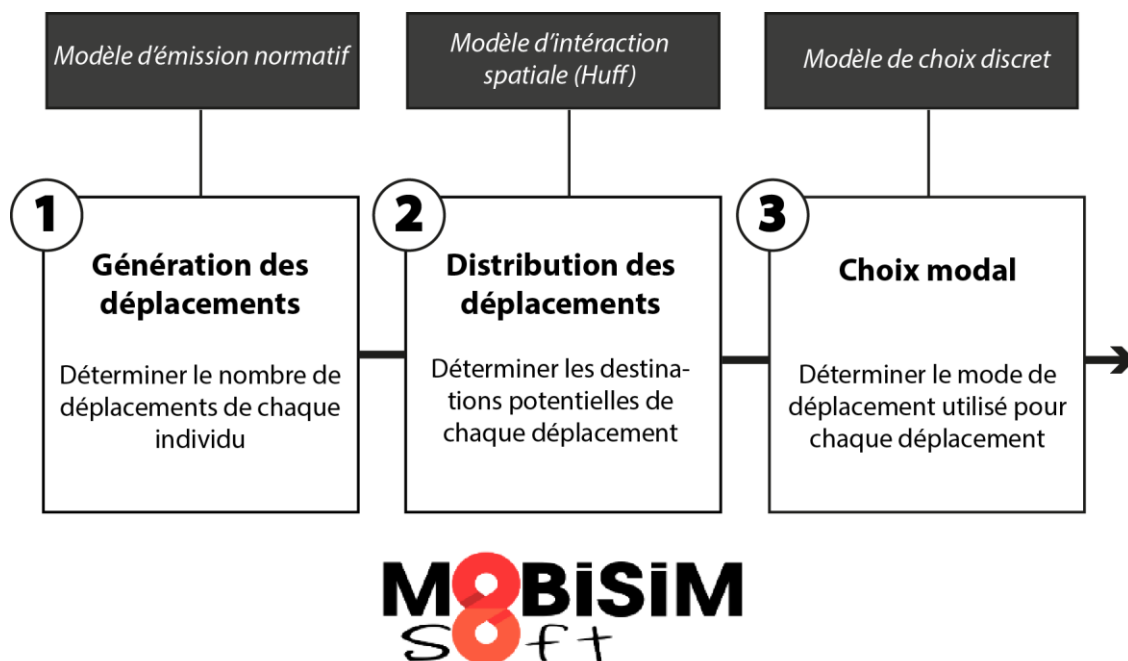 Modèle d'émission normatif
Modèle d'intéraction
spatiale (Huff)
Modèle de choix discret
1
Génération des
déplacements
Déterminer le nombre de
déplacements de chaque
individu
2
Distribution des
déplacements
Déterminer les destina-
tions potentielles de
chaque déplacement
3
Choix modal
Déterminer le mode de
déplacement utilisé pour
chaque déplacement
MOBiSiM
soft